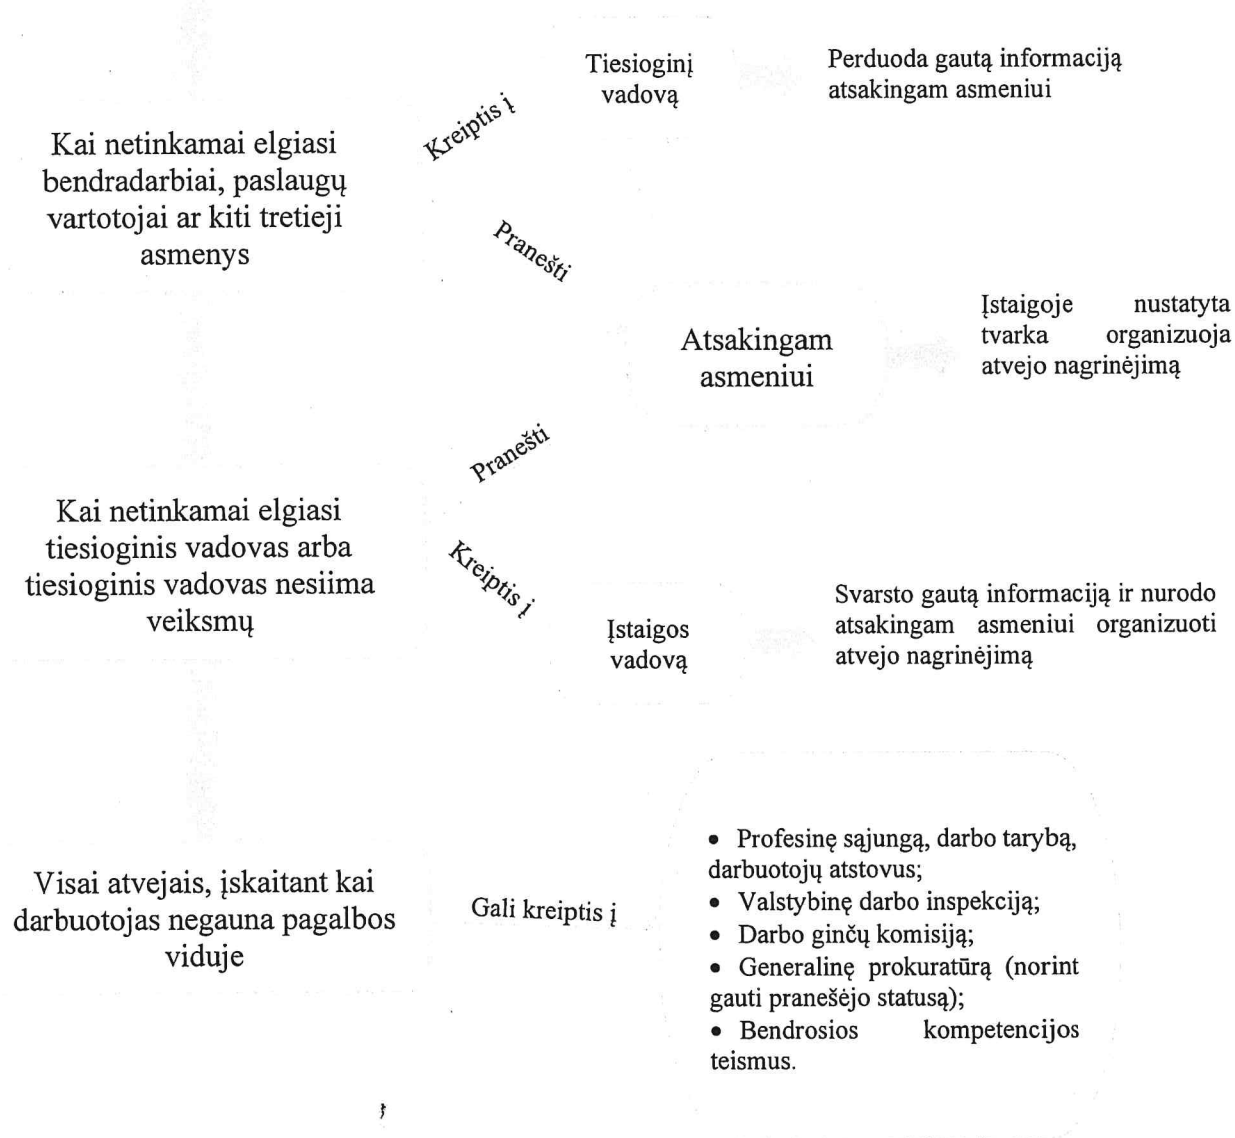 Kai netinkamai elgiasi
bendradarbiai, paslaugų
vartotojai ar kiti tretieji
asmenys
Kreiptis į
Tiesioginį
vadovą
Perduoda gautą informaciją
atsakingam asmeniui
Pranešti
Atsakingam
asmeniui
Įstaigoje nustatyta
tvarka organizuoja
atvejo nagrinėjimą
Pranešti
Kai netinkamai elgiasi
tiesioginis vadovas arba
tiesioginis vadovas nesiima
veiksmų
Kreiptis į
Įstaigos
vadovą
Svarsto gautą informaciją ir nurodo
atsakingam asmeniui organizuoti
atvejo nagrinėjimą
Visai atvejais, įskaitant kai
darbuotojas negauna pagalbos
viduje
Gali kreiptis į
• Profesinę sąjungą, darbo tarybą,
darbuotojų atstovus;
• Valstybinę darbo inspekciją;
• Darbo ginčų komisiją;
• Generalinę prokuratūrą (norint
gauti pranešėjo statusą);
• Bendrosios kompetencijos
teismus.